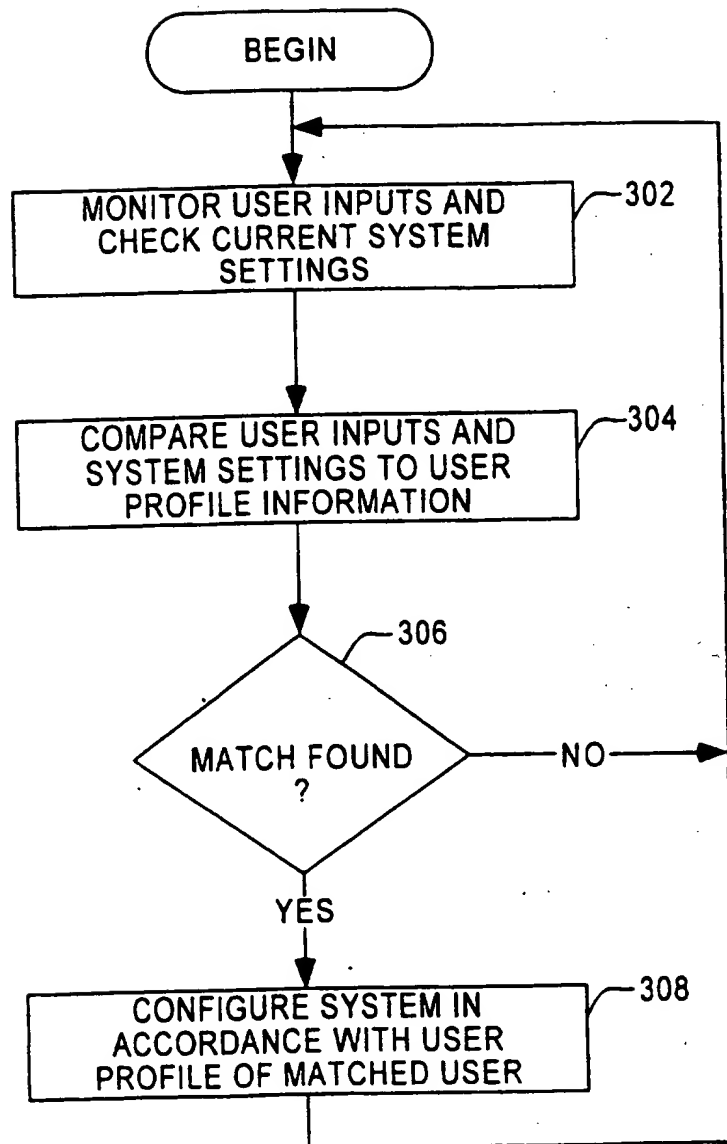 BEGIN
MONITOR USER INPUTS AND
CHECK CURRENT SYSTEM
SETTINGS
302
COMPARE USER INPUTS AND
SYSTEM SETTINGS TO USER
PROFILE INFORMATION
304
306
MATCH FOUND
?
NO
YES
CONFIGURE SYSTEM IN
ACCORDANCE WITH USER
PROFILE OF MATCHED USER
308